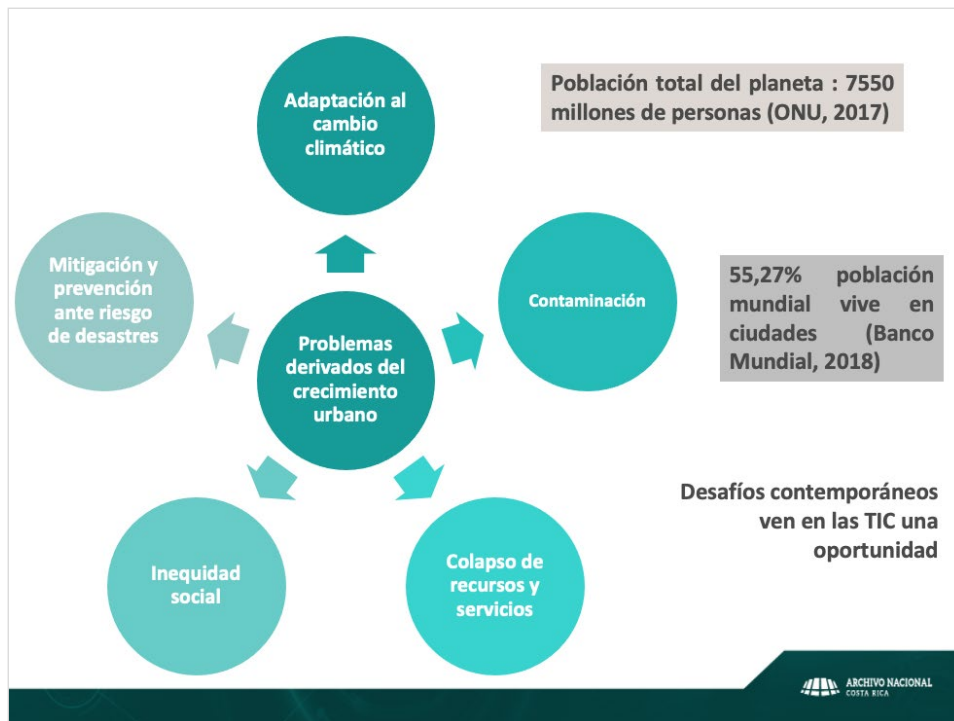 Adaptación al
cambio
climático
Población total del planeta : 7550
millones de personas (ONU, 2017)
Mitigación y
prevención
ante riesgo
de desastres
Contaminación
55,27% población
mundial vive en
ciudades (Banco
Mundial, 2018)
Problemas
derivados del
crecimiento
urbano
Desafíos contemporáneos
ven en las TIC una
oportunidad
Inequidad
social
Colapso de
recursos y
servicios
ARCHIVO NACIONAL
COSTA RICA